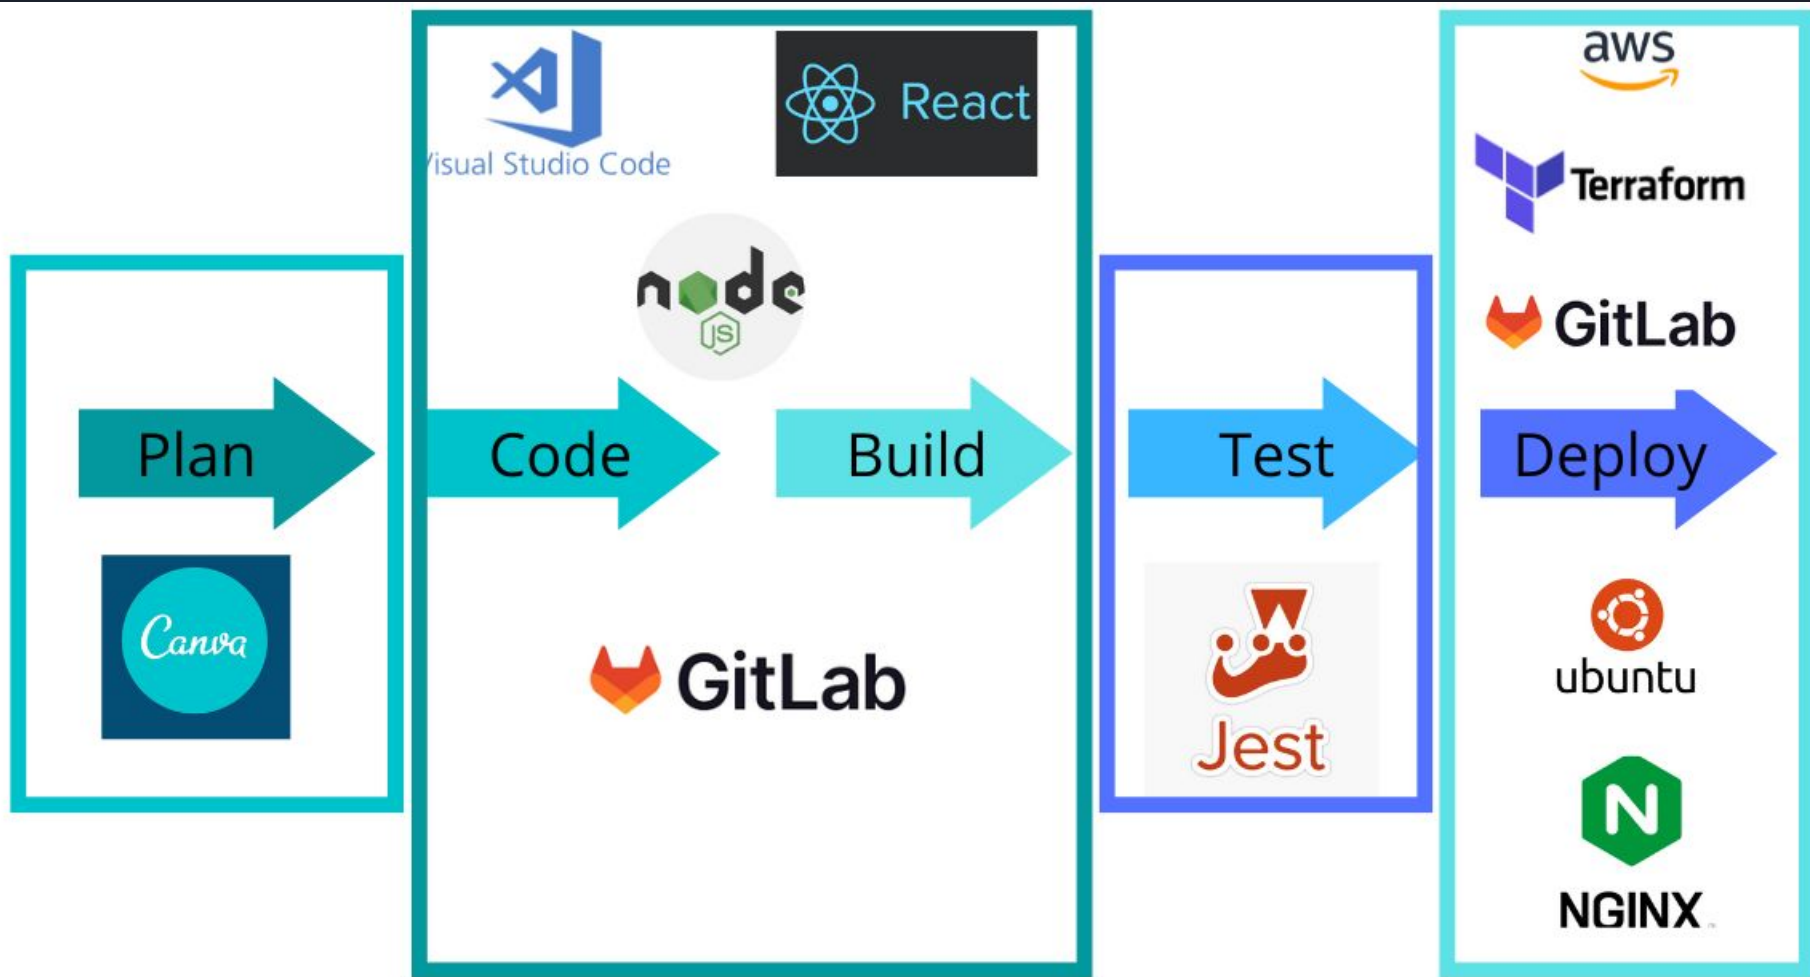 Plan
Canva
isual Studio Code
React
node
JS
Code
Build
GitLab
Test
Jest
aws
Terraform
GitLab
Deploy
ubuntu
N
NGINX